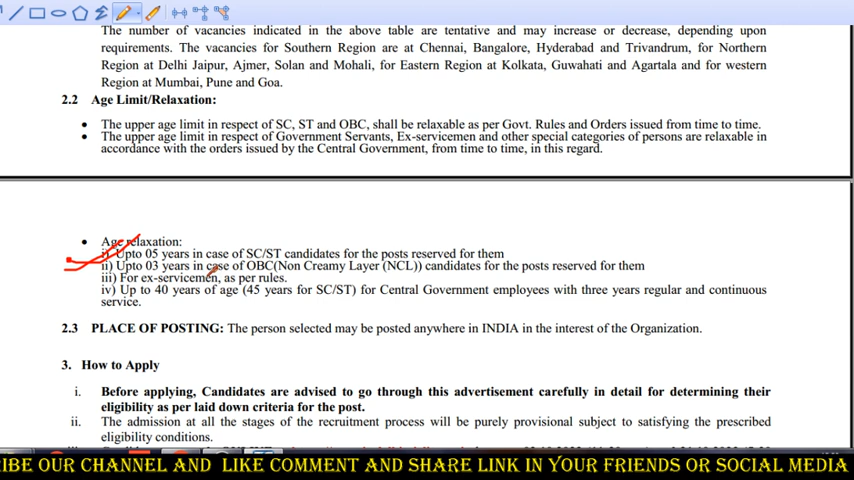 The number of vacancies indicated in the above table are tentative and may increase or decrease, depending upon
requirements. The vacancies for Southern Region are at Chennai, Bangalore, Hyderabad and Trivandrum, for Northern
Region at Delhi Jaipur, Ajmer, Solan and Mohali, for Eastern Region at Kolkata, Guwahati and Agartala and for western
Region at Mumbai, Pune and Goa.
2.2 Age Limit/Relaxation:
• The upper age limit in respect of SC, ST and OBC, shall be relaxable as per Govt. Rules and Orders issued from time to time.
• The upper age limit in respect of Government Servants, Ex-servicemen and other special categories of persons are relaxable in
accordance with the orders issued by the Central Government, from time to time, in this regard.
• Age relaxation:
i) Upto 05 years in case of SC/ST candidates for the posts reserved for them
ii) Upto 03 years in case of OBC(Non Creamy Layer (NCL)) candidates for the posts reserved for them
iii) For ex-servicemen, as per rules.
iv) Up to 40 years of age (45 years for SC/ST) for Central Government employees with three years regular and continuous
service.
2.3 PLACE OF POSTING: The person selected may be posted anywhere in INDIA in the interest of the Organization.
3. How to Apply
i. Before applying, Candidates are advised to go through this advertisement carefully in detail for determining their
eligibility as per laid down criteria for the post.
ii. The admission at all the stages of the recruitment process will be purely provisional subject to satisfying the prescribed
eligibility conditions.
RIBE OUR CHANNEL AND LIKE COMMENT AND SHARE LINK IN YOUR FRIENDS OR SOCIAL MEDIA